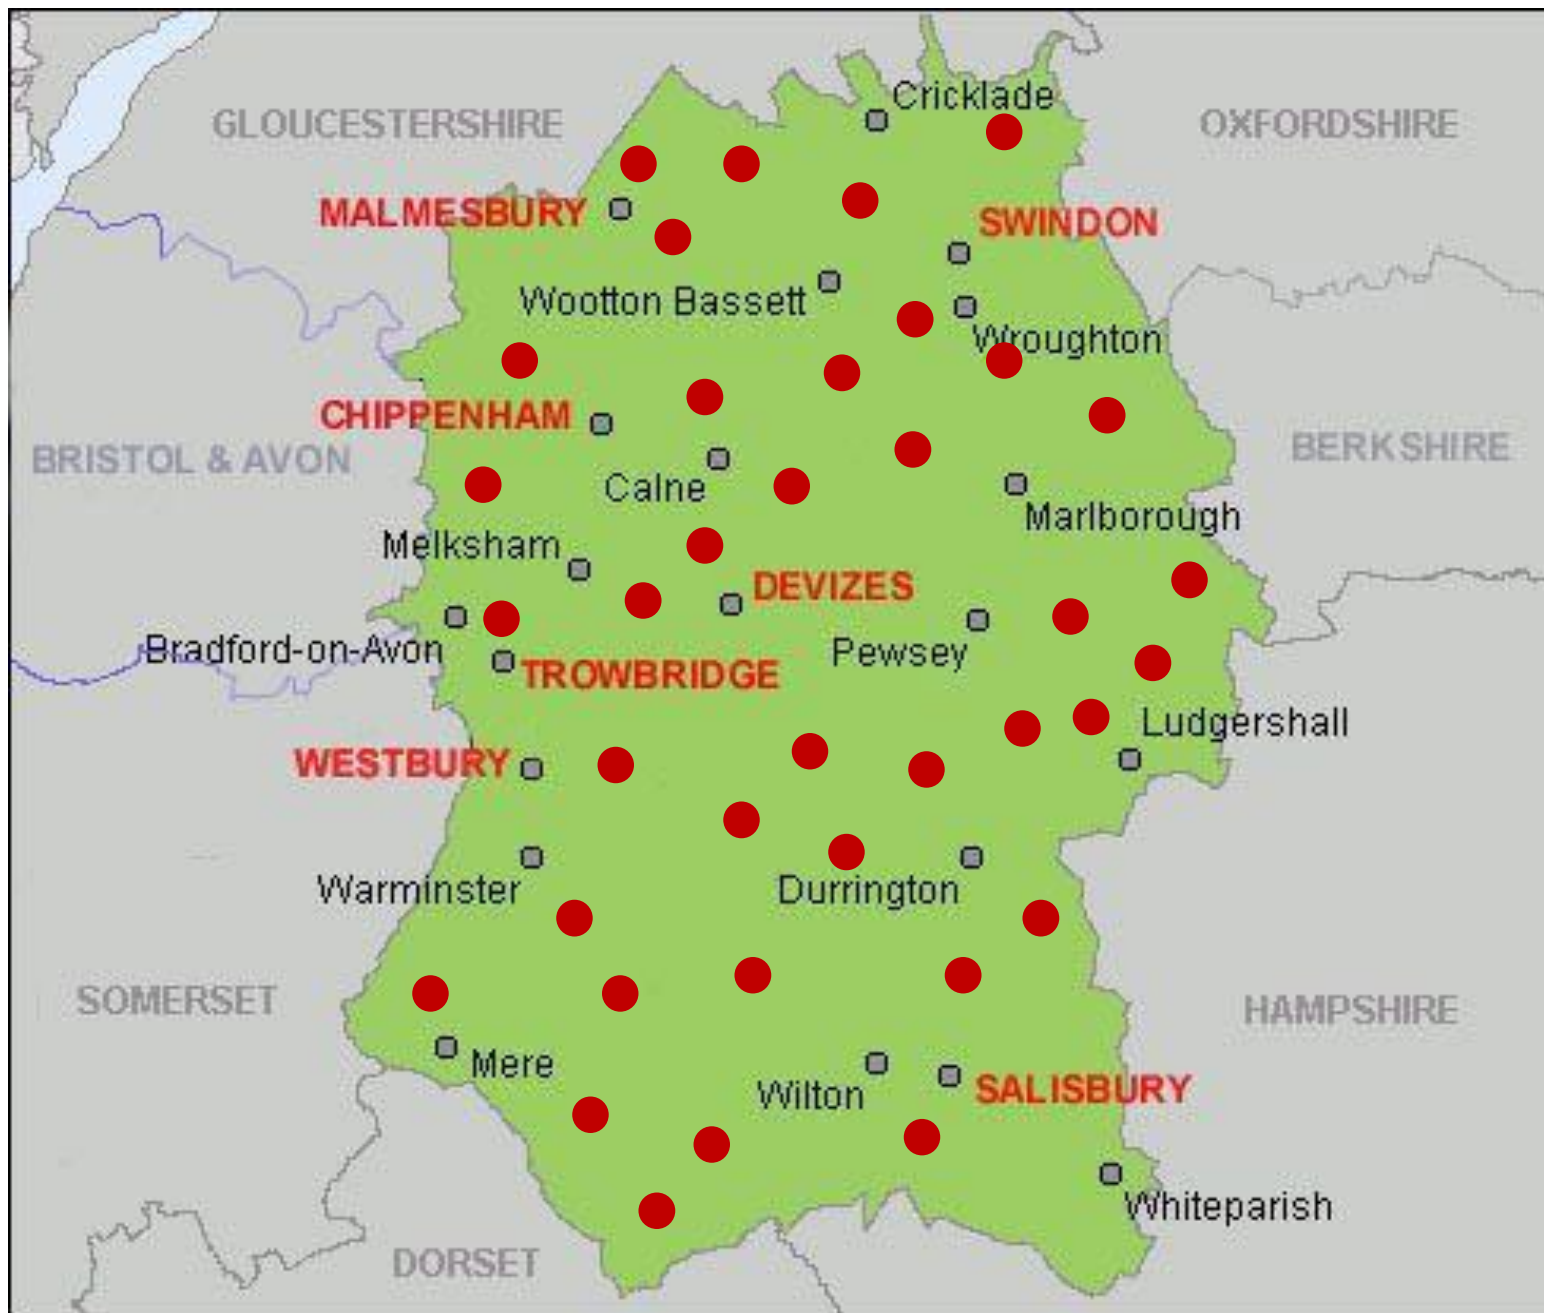 Cricklade
GLOUCESTERSHIRE
OXFORDSHIRE
MALMESBURY
SWINDON
Wootton Bassett
Wroughton
CHIPPENHAM
BRISTOL & AVON
BERKSHIRE
Calne
Marlborough
Melksham
DEVIZES
Bradford-on-Avon
Pewsey
TROWBRIDGE
Ludgershall
WESTBURY
Warminster
Durrington
SOMERSET
HAMPSHIRE
Mere
Wilton
SALISBURY
Whiteparish
DORSET